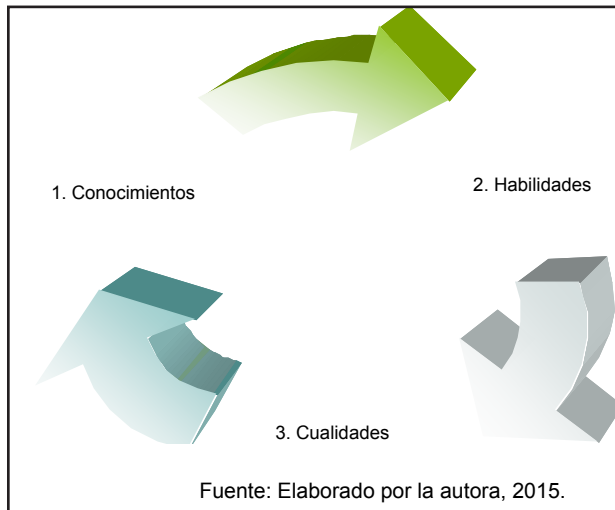 1. Conocimientos
2. Habilidades
3. Cualidades
Fuente: Elaborado por la autora, 2015.